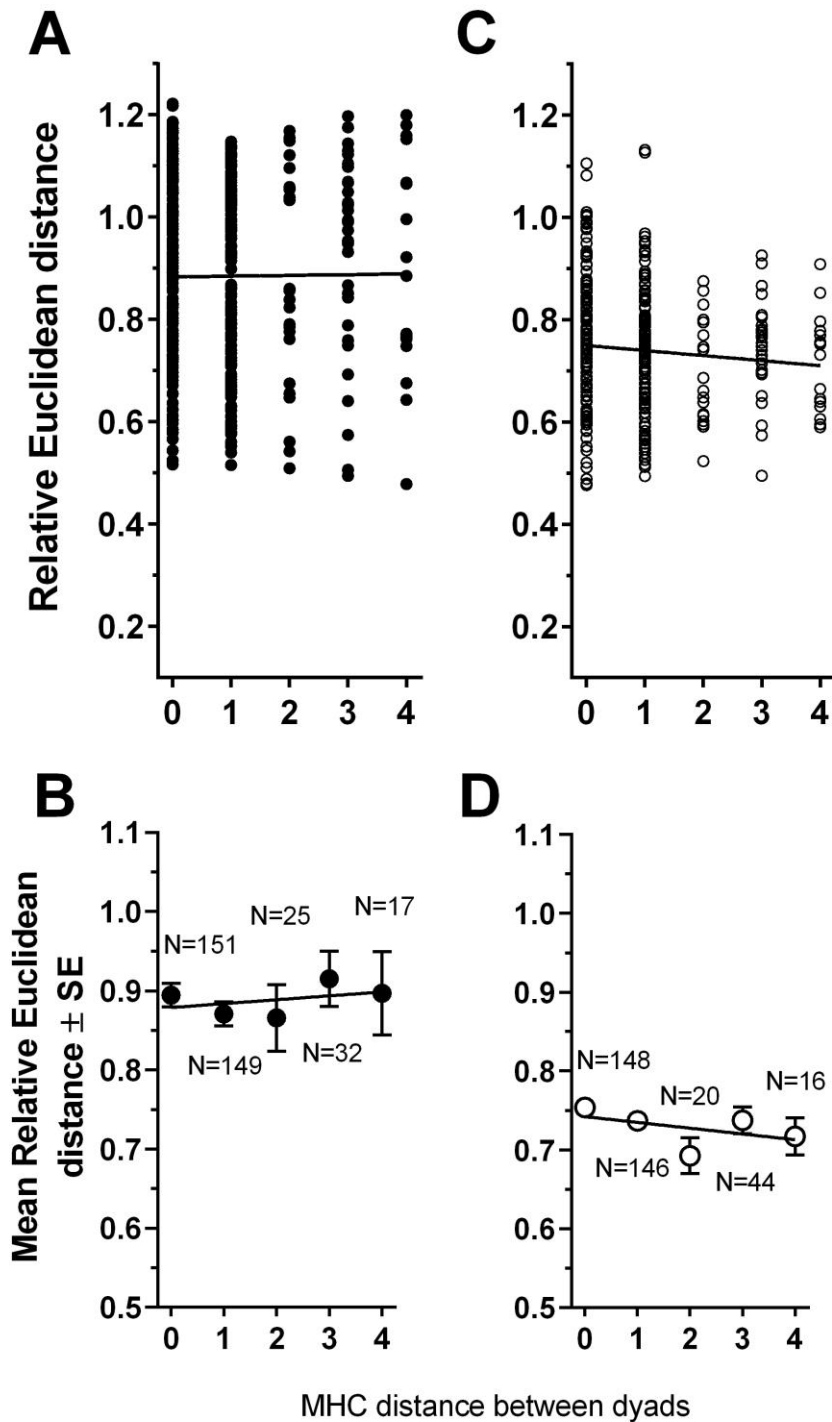 A
C
Relative Euclidean distance
1.2
1.0
0.8
0.6
0.4
0.2
0 1 2 3 4
1.2
1.0
0.8
0.6
0.4
0.2
0 1 2 3 4
B
D
Mean Relative Euclidean
distance ± SE
1.1
1.0
0.9
0.8
0.7
0.6
0.5
N=151
N=149
N=25
N=32
N=17
0 1 2 3 4
1.1
1.0
0.9
0.8
0.7
0.6
0.5
N=148
N=146
N=20
N=44
N=16
0 1 2 3 4
MHC distance between dyads